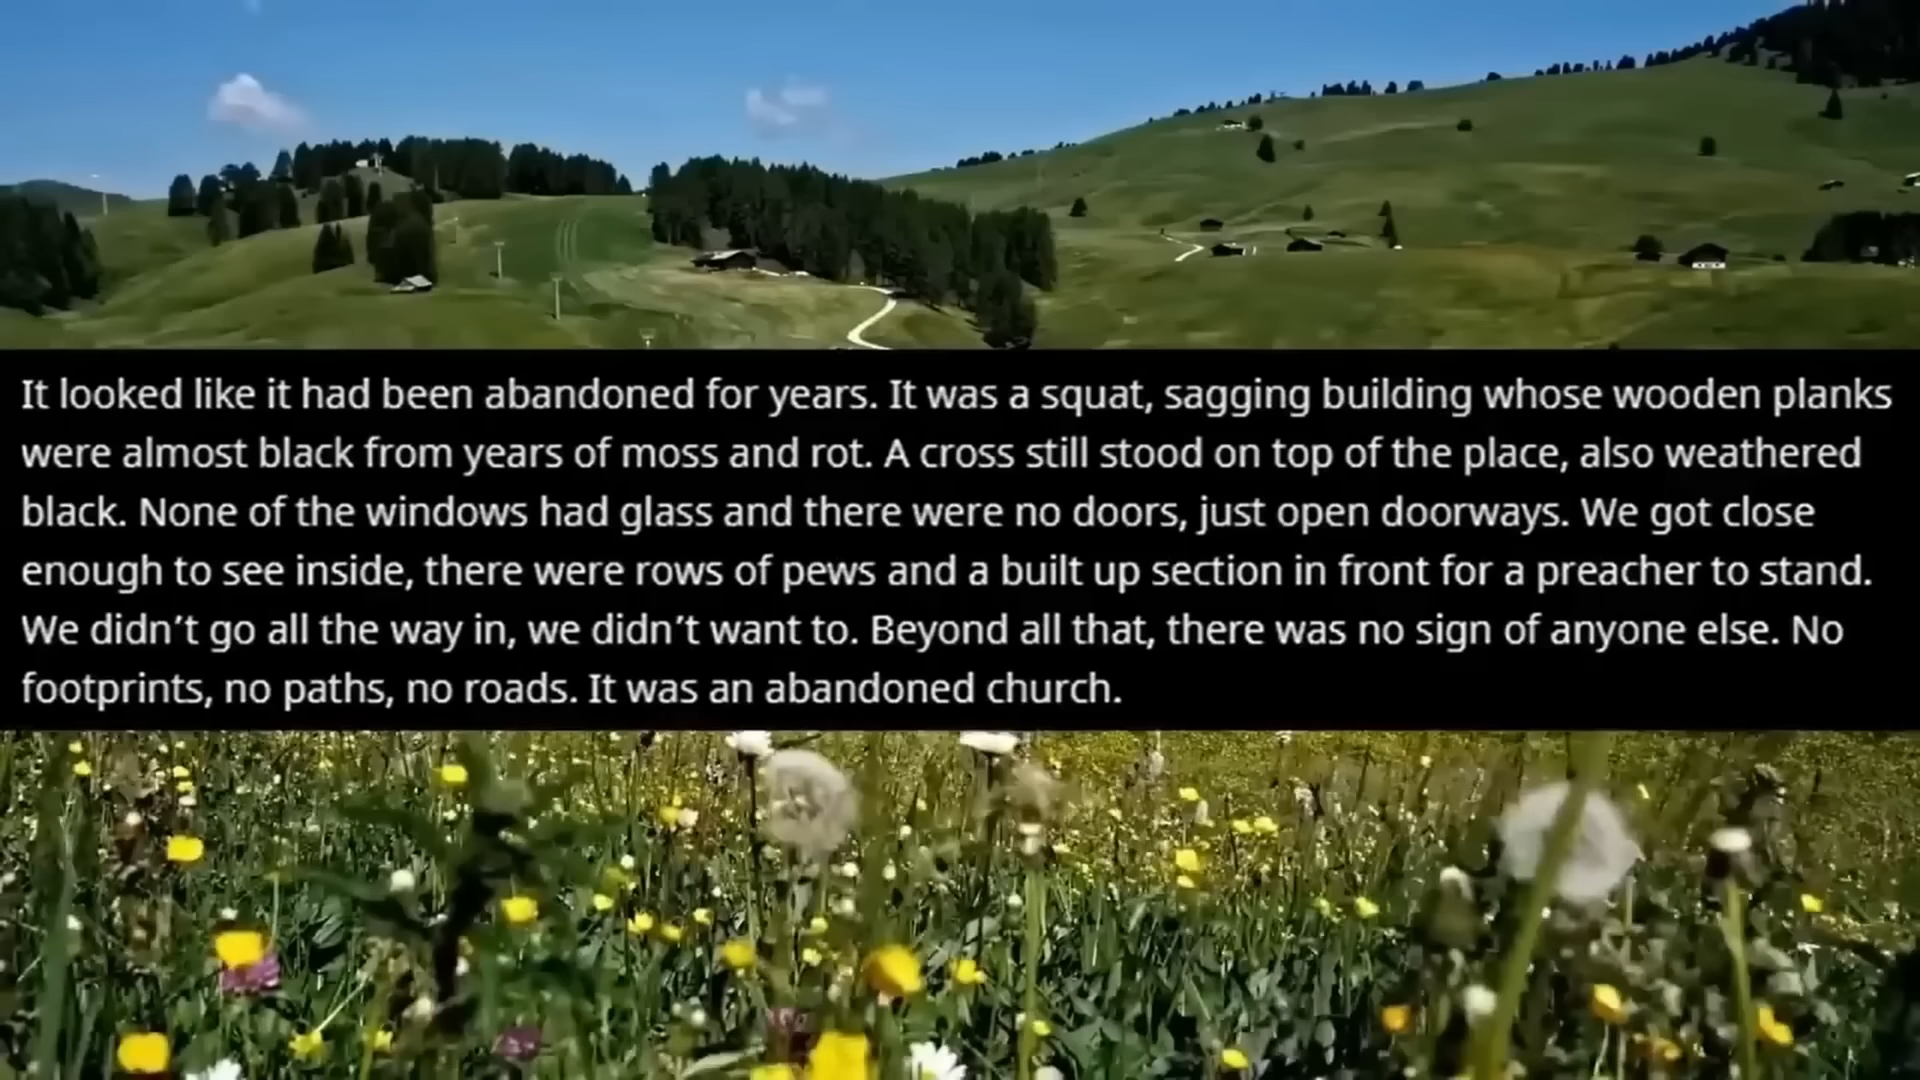 It looked like it had been abandoned for years. It was a squat, sagging building whose wooden planks
were almost black from years of moss and rot. A cross still stood on top of the place, also weathered
black. None of the windows had glass and there were no doors, just open doorways. We got close
enough to see inside, there were rows of pews and a built up section in front for a preacher to stand.
We didn’t go all the way in, we didn’t want to. Beyond all that, there was no sign of anyone else. No
footprints, no paths, no roads. It was an abandoned church.